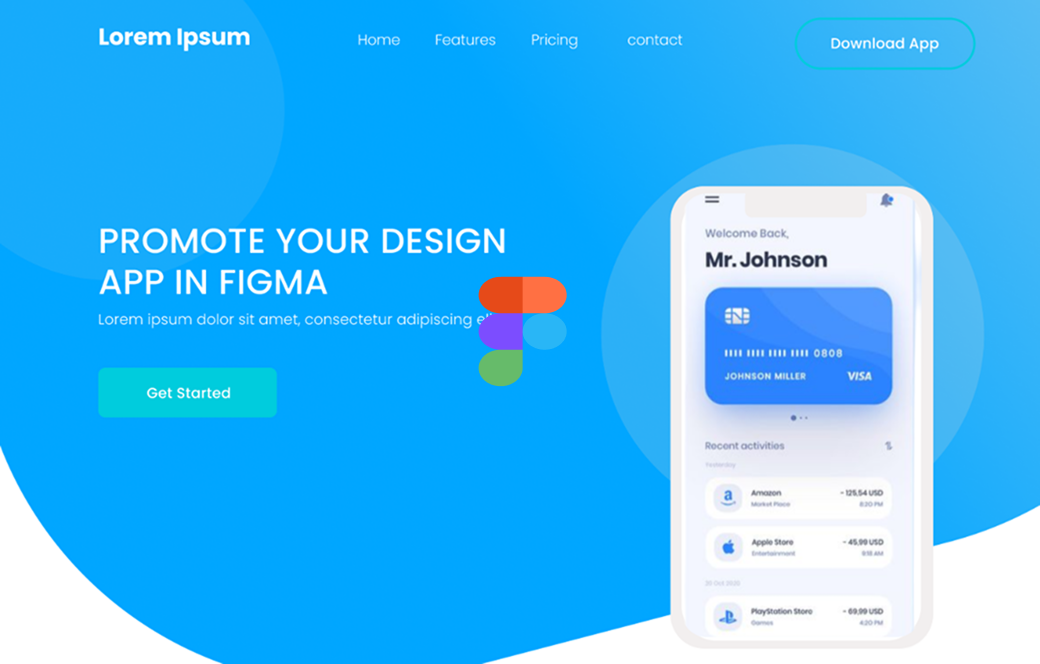 Lorem Ipsum
Home Features Pricing contact
Download App
PROMOTE YOUR DESIGN
APP IN FIGMA
Lorem ipsum dolor sit amet, consectetur adipiscing
Get Started
Welcome Back,
Mr. Johnson
0808
JOHNSON MILLER VISA
Recent activities
Yesterday
Amazon - 125,54 USD
Market Place 8:20 PM
Apple Store - 45,99 USD
Entertainment 9:19 AM
20 Oct 2020
PlayStation Store - 69,99 USD
Games 4:20 PM